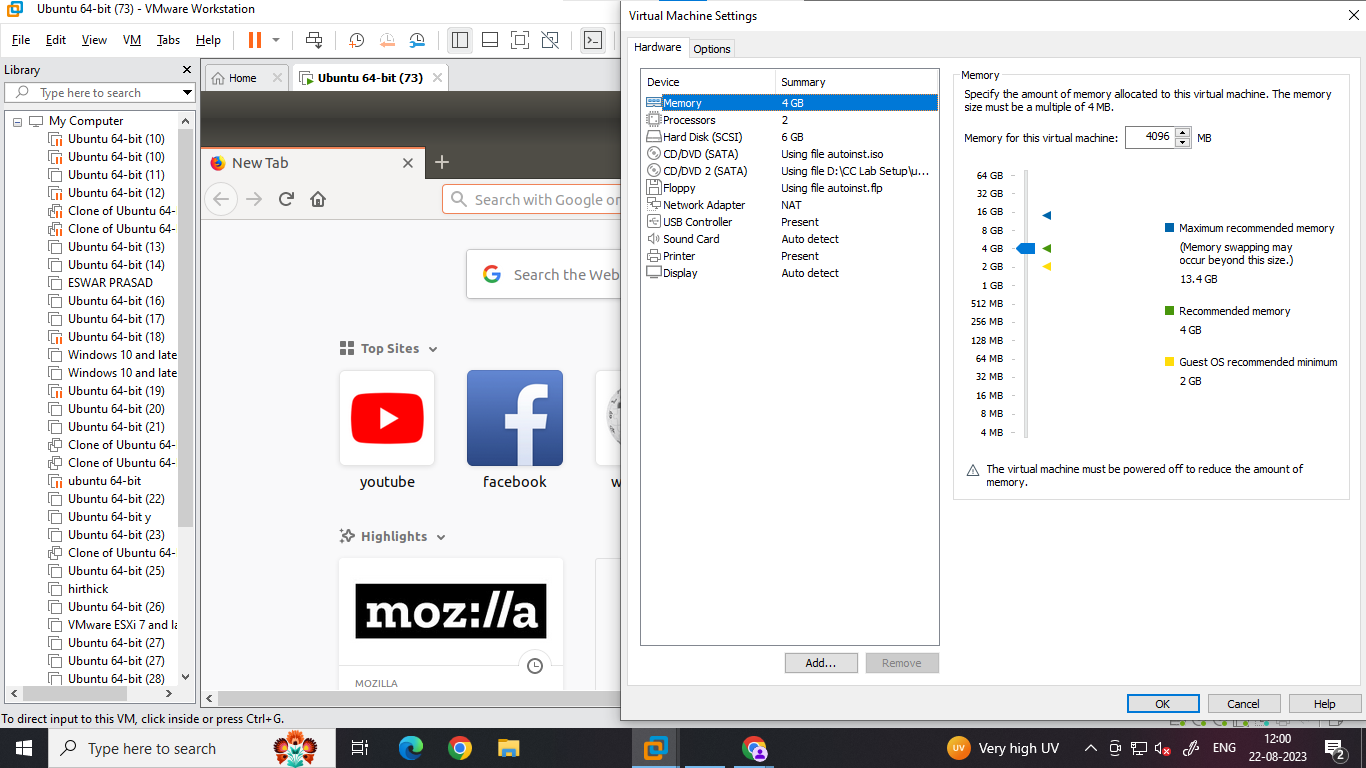 Ubuntu 64-bit (73) - VMware Workstation
File Edit View VM Tabs Help
Library
Type here to search
My Computer
Ubuntu 64-bit (10)
Ubuntu 64-bit (10)
Ubuntu 64-bit (11)
Ubuntu 64-bit (12)
Clone of Ubuntu 64-
Clone of Ubuntu 64-
Ubuntu 64-bit (13)
Ubuntu 64-bit (14)
ESWAR PRASAD
Ubuntu 64-bit (16)
Ubuntu 64-bit (17)
Ubuntu 64-bit (18)
Windows 10 and late
Windows 10 and late
Ubuntu 64-bit (19)
Ubuntu 64-bit (20)
Ubuntu 64-bit (21)
Clone of Ubuntu 64-
Clone of Ubuntu 64-
ubuntu 64-bit
Ubuntu 64-bit (22)
Ubuntu 64-bit y
Ubuntu 64-bit (23)
Clone of Ubuntu 64-
Ubuntu 64-bit (25)
hirthick
Ubuntu 64-bit (26)
VMware ESXi 7 and la
Ubuntu 64-bit (27)
Ubuntu 64-bit (27)
Ubuntu 64-bit (28)
Home
Ubuntu 64-bit (73)
New Tab
Search with Google or
Search the Web
Top Sites
youtube
facebook
w
Highlights
moz://a
MOZILLA
To direct input to this VM, click inside or press Ctrl+G.
Virtual Machine Settings
Hardware Options
Device Summary
Memory 4 GB
Processors 2
Hard Disk (SCSI) 6 GB
CD/DVD (SATA) Using file autoinst.iso
CD/DVD 2 (SATA) Using file D:\CC Lab Setup\u...
Floppy Using file autoinst.flp
Network Adapter NAT
USB Controller Present
Sound Card Auto detect
Printer Present
Display Auto detect
Add... Remove
Memory
Specify the amount of memory allocated to this virtual machine. The memory
size must be a multiple of 4 MB.
Memory for this virtual machine: 4096 MB
64 GB
32 GB
16 GB
8 GB
4 GB
2 GB
1 GB
512 MB
256 MB
128 MB
64 MB
32 MB
16 MB
8 MB
4 MB
Maximum recommended memory
(Memory swapping may
occur beyond this size.)
13.4 GB
Recommended memory
4 GB
Guest OS recommended minimum
2 GB
The virtual machine must be powered off to reduce the amount of
memory.
OK Cancel Help
Type here to search
UV Very high UV
ENG
12:00
22-08-2023
2